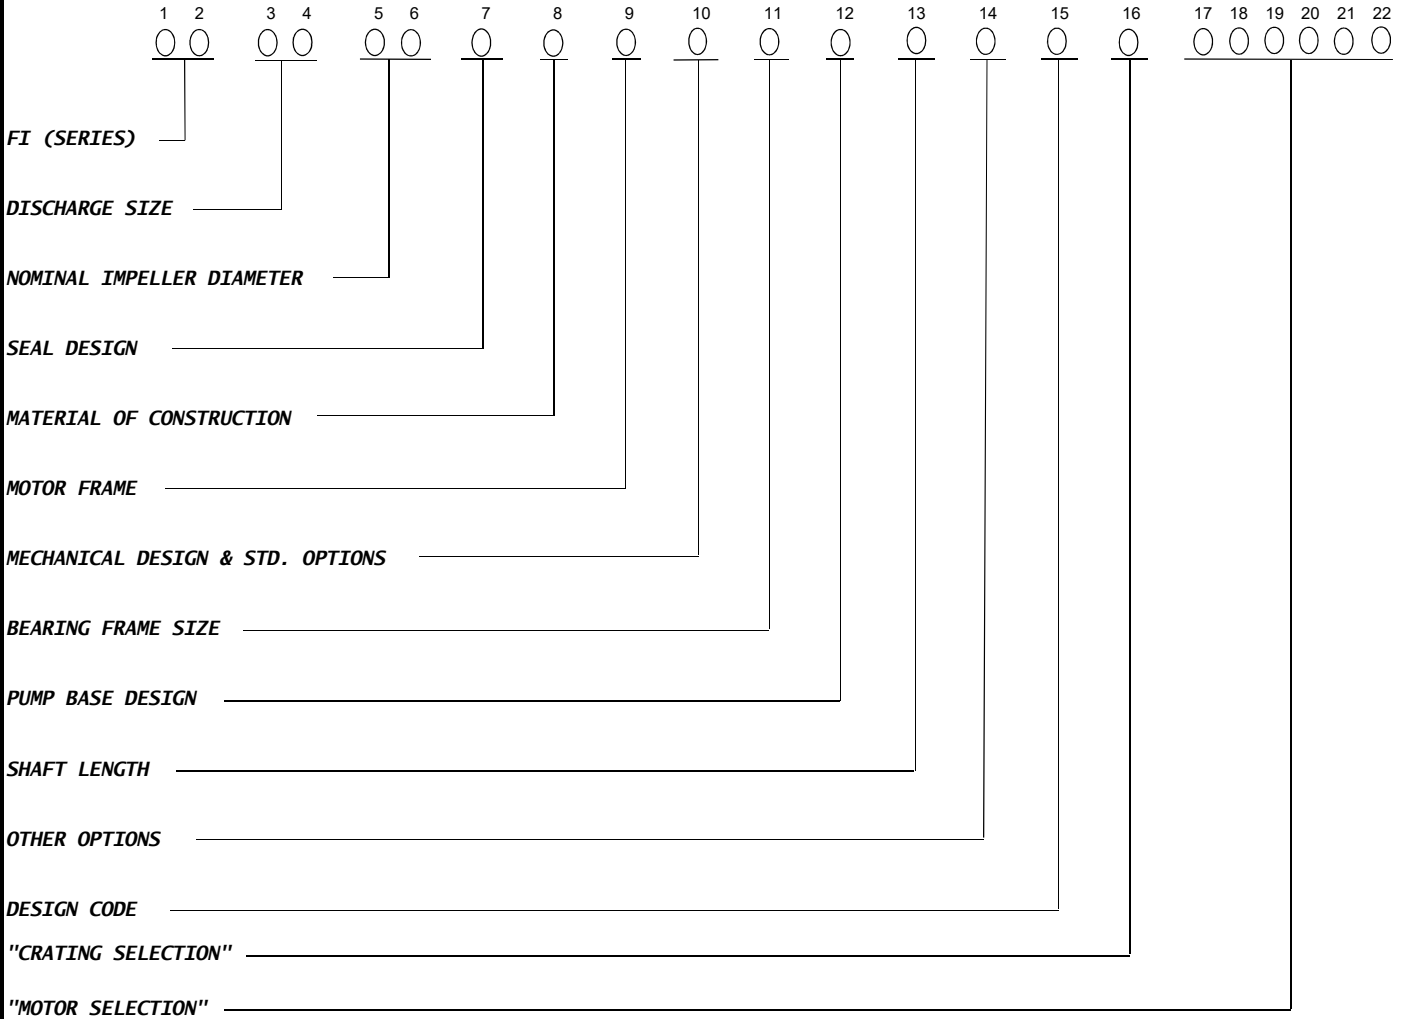 1 2 3 4 5 6 7 8 9 10 11 12 13 14 15 16 17 18 19 20 21 22
FI (SERIES)
DISCHARGE SIZE
NOMINAL IMPELLER DIAMETER
SEAL DESIGN
MATERIAL OF CONSTRUCTION
MOTOR FRAME
MECHANICAL DESIGN & STD. OPTIONS
BEARING FRAME SIZE
PUMP BASE DESIGN
SHAFT LENGTH
OTHER OPTIONS
DESIGN CODE
"CRATING SELECTION"
"MOTOR SELECTION"